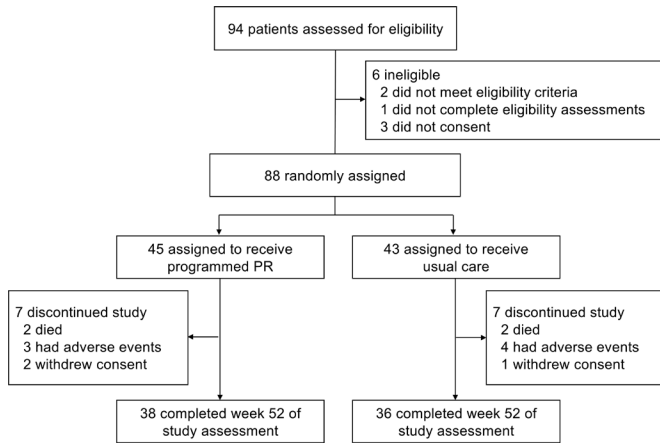 94 patients assessed for eligibility
6 ineligible
2 did not meet eligibility criteria
1 did not complete eligibility assessments
3 did not consent
88 randomly assigned
45 assigned to receive
programmed PR
43 assigned to receive
usual care
7 discontinued study
2 died
3 had adverse events
2 withdrew consent
7 discontinued study
2 died
4 had adverse events
1 withdrew consent
38 completed week 52 of
study assessment
36 completed week 52 of
study assessment